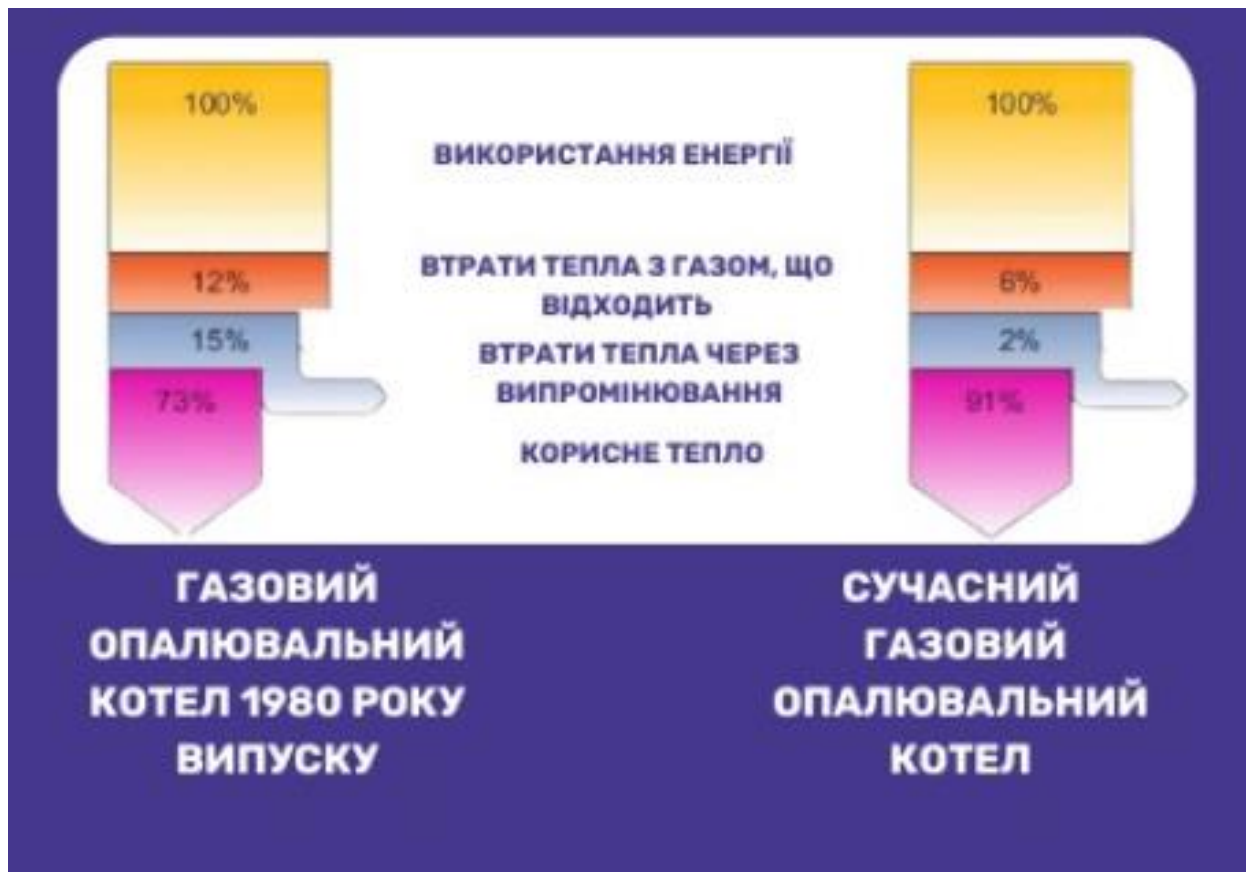 100%
100%
ВИКОРИСТАННЯ ЕНЕРГІЇ
12%
ВТРАТИ ТЕПЛА З ГАЗОМ, ЩО
ВІДХОДИТЬ
6%
15%
ВТРАТИ ТЕПЛА ЧЕРЕЗ
ВИПРОМІНЮВАННЯ
2%
73%
КОРИСНЕ ТЕПЛО
91%
ГАЗОВИЙ
ОПАЛЮВАЛЬНИЙ
КОТЕЛ 1980 РОКУ
ВИПУСКУ
СУЧАСНИЙ
ГАЗОВИЙ
ОПАЛЮВАЛЬНИЙ
КОТЕЛ